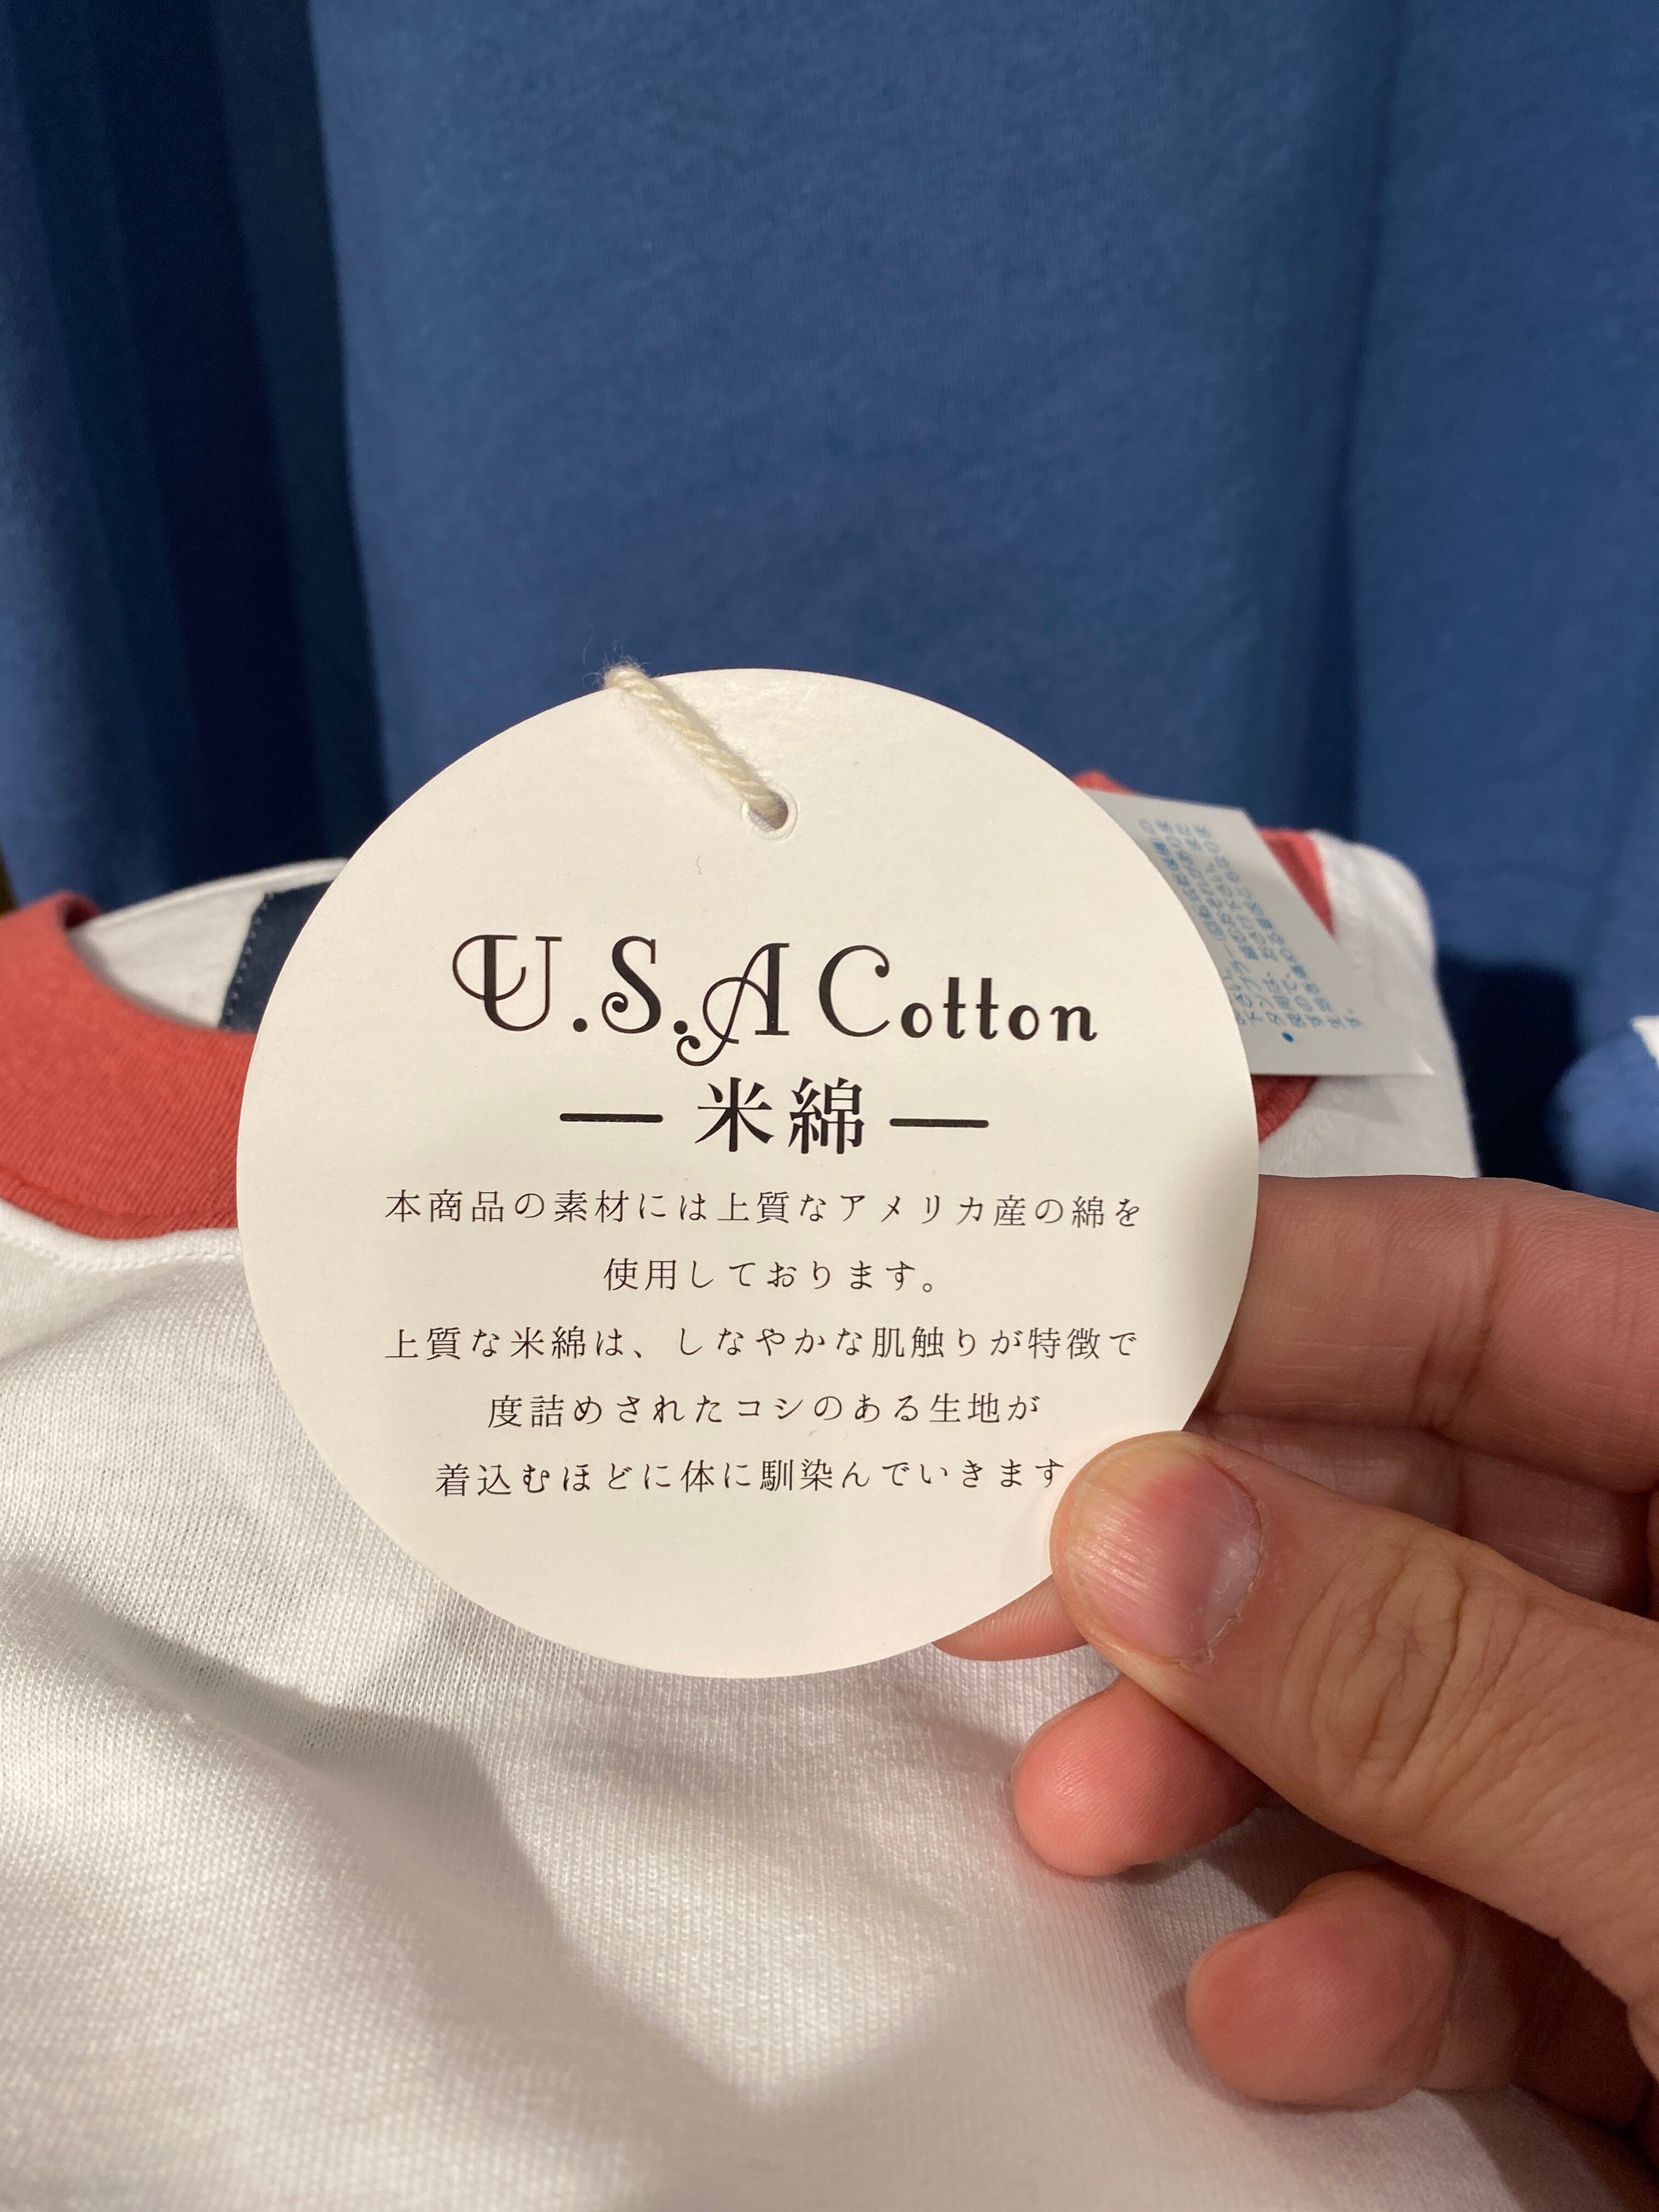 U.S.A Cotton
米綿
本商品の素材には上質なアメリカ産の綿を
使用しております。
上質な米綿は、しなやかな肌触りが特徴で
度詰めされたコシのある生地が
着込むほどに体に馴染んでいきます